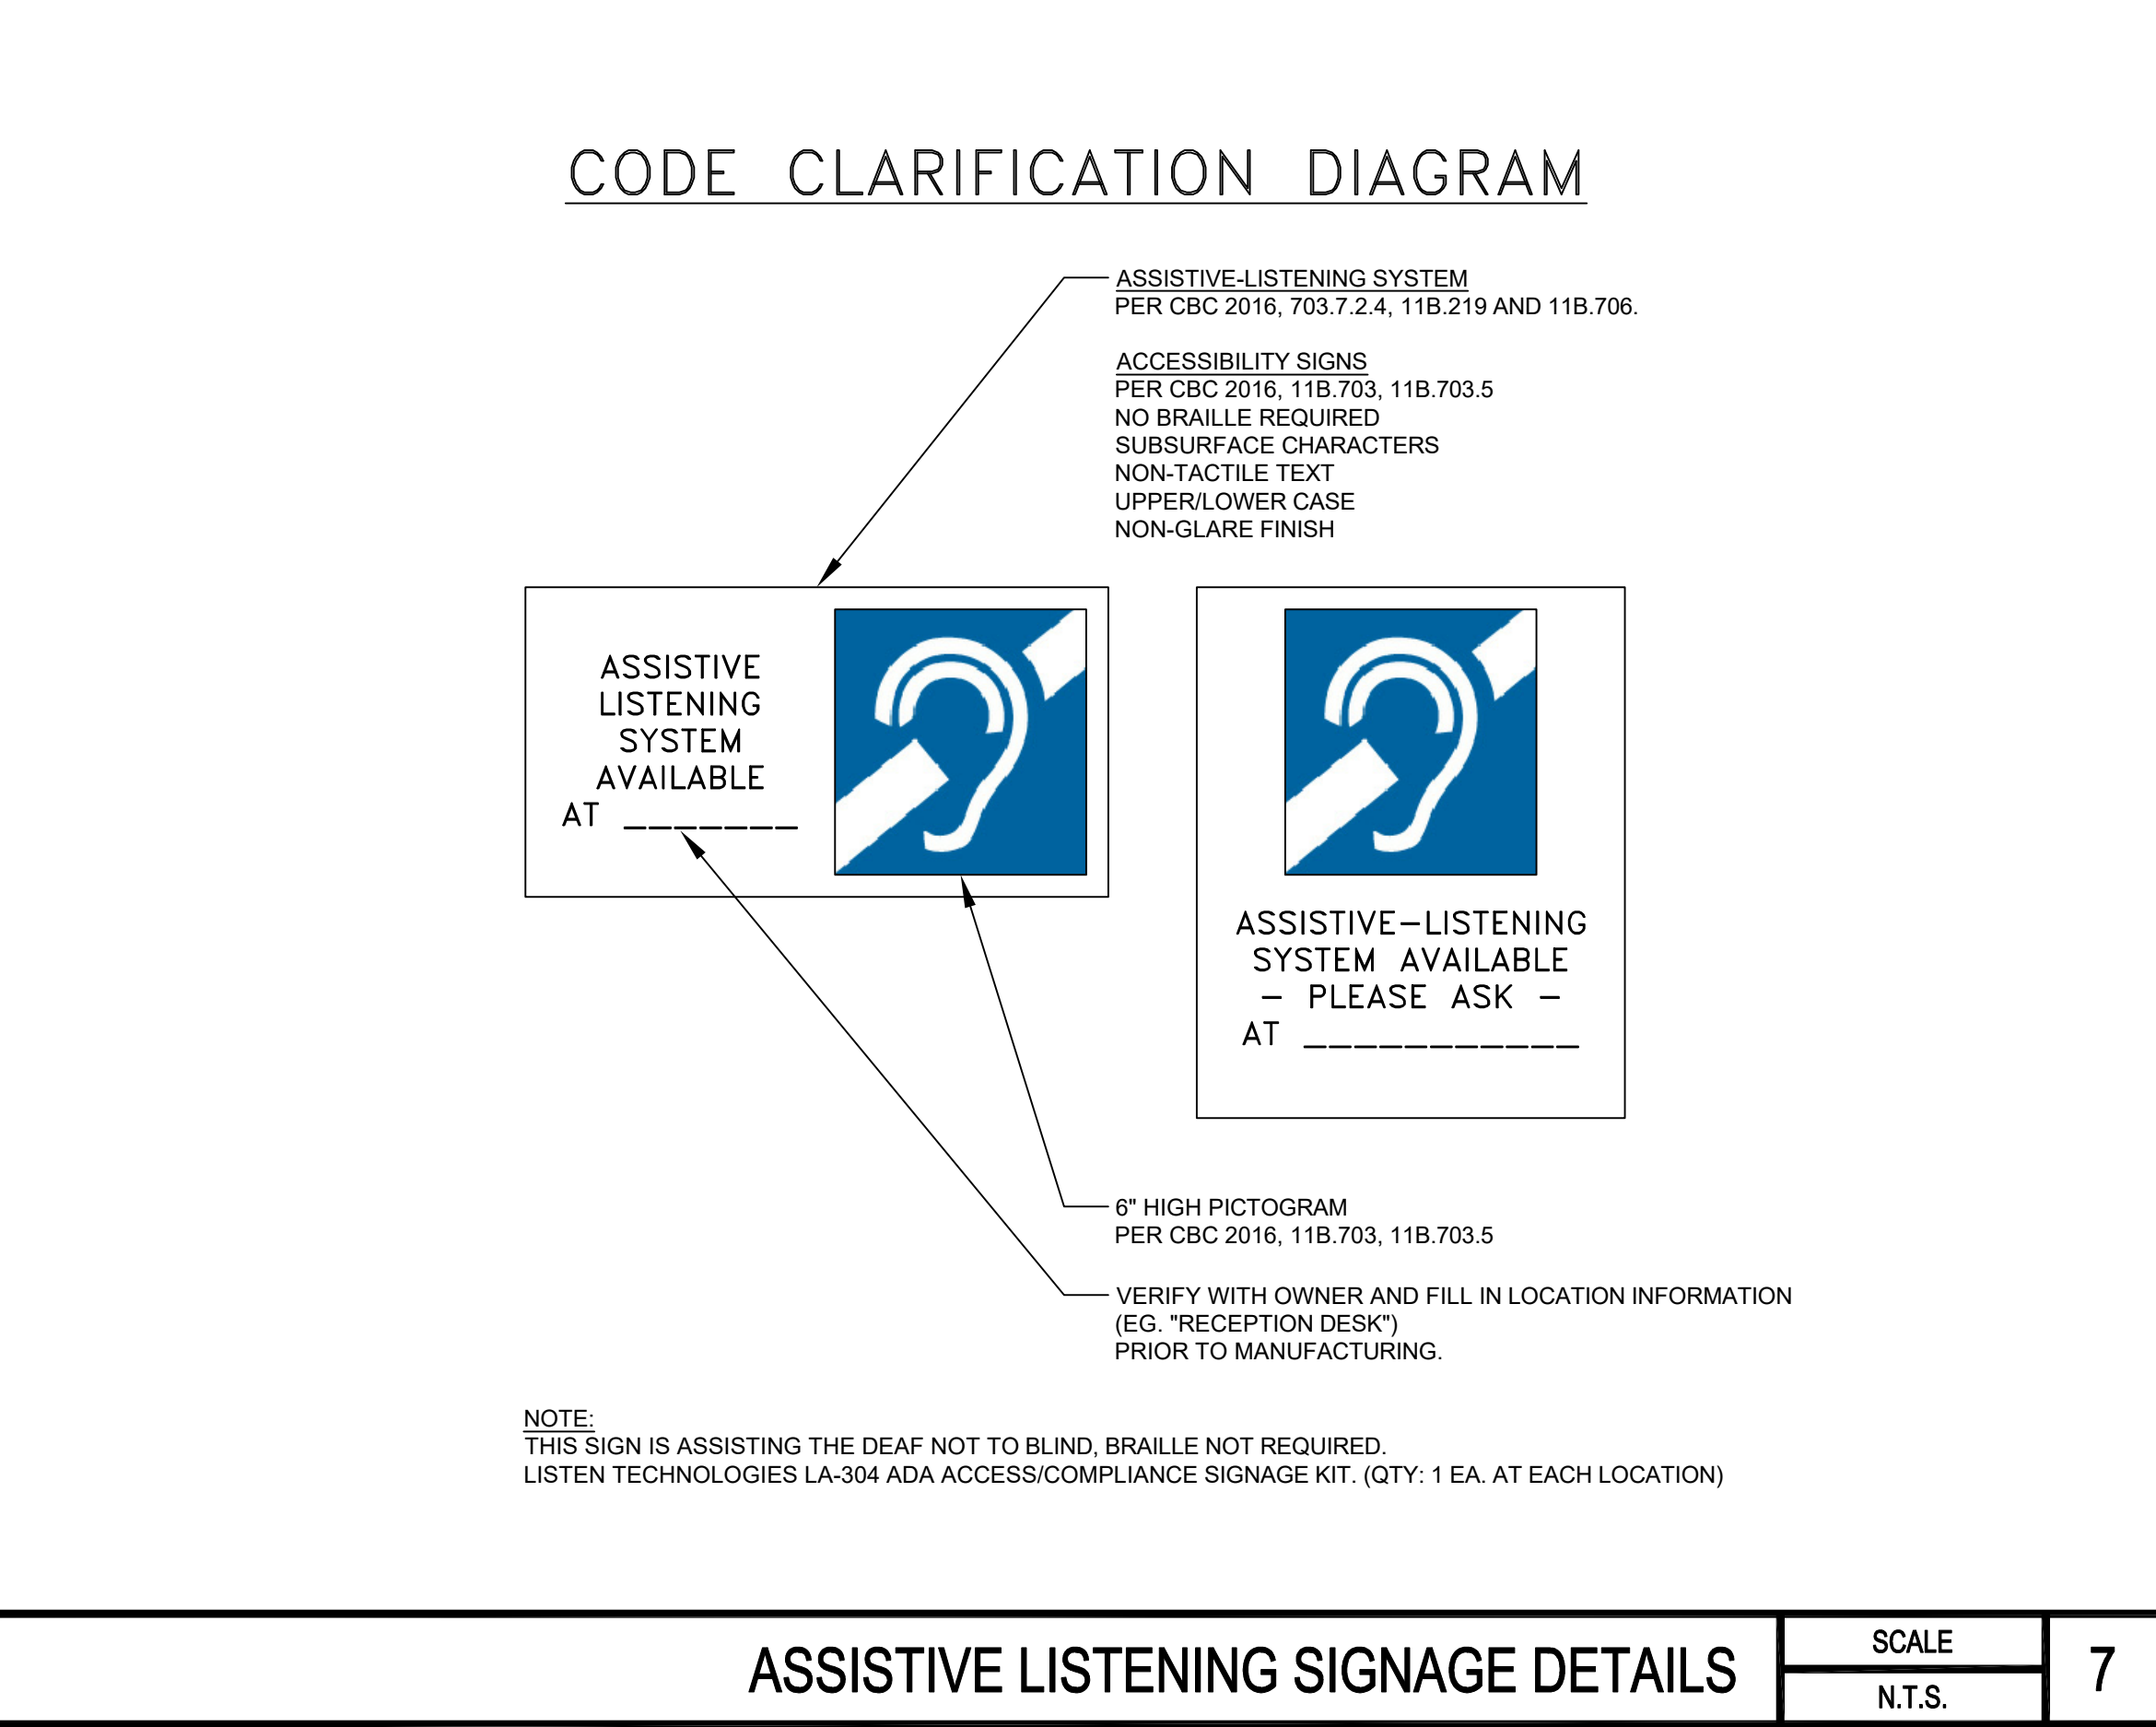 CODE CLARIFICATION DIAGRAM
ASSISTIVE-LISTENING SYSTEM
PER CBC 2016, 703.7.2.4, 11B.219 AND 11B.706.
ACCESSIBILITY SIGNS
PER CBC 2016, 11B.703, 11B.703.5
NO BRAILLE REQUIRED
SUBSURFACE CHARACTERS
NON-TACTILE TEXT
UPPER/LOWER CASE
NON-GLARE FINISH
ASSISTIVE
LISTENING
SYSTEM
AVAILABLE
AT _______
ASSISTIVE-LISTENING
SYSTEM AVAILABLE
- PLEASE ASK -
AT ___________
6" HIGH PICTOGRAM
PER CBC 2016, 11B.703, 11B.703.5
VERIFY WITH OWNER AND FILL IN LOCATION INFORMATION
(EG. "RECEPTION DESK")
PRIOR TO MANUFACTURING.
NOTE:
THIS SIGN IS ASSISTING THE DEAF NOT TO BLIND, BRAILLE NOT REQUIRED.
LISTEN TECHNOLOGIES LA-304 ADA ACCESS/COMPLIANCE SIGNAGE KIT. (QTY: 1 EA. AT EACH LOCATION)
ASSISTIVE LISTENING SIGNAGE DETAILS
SCALE
N.T.S.
7